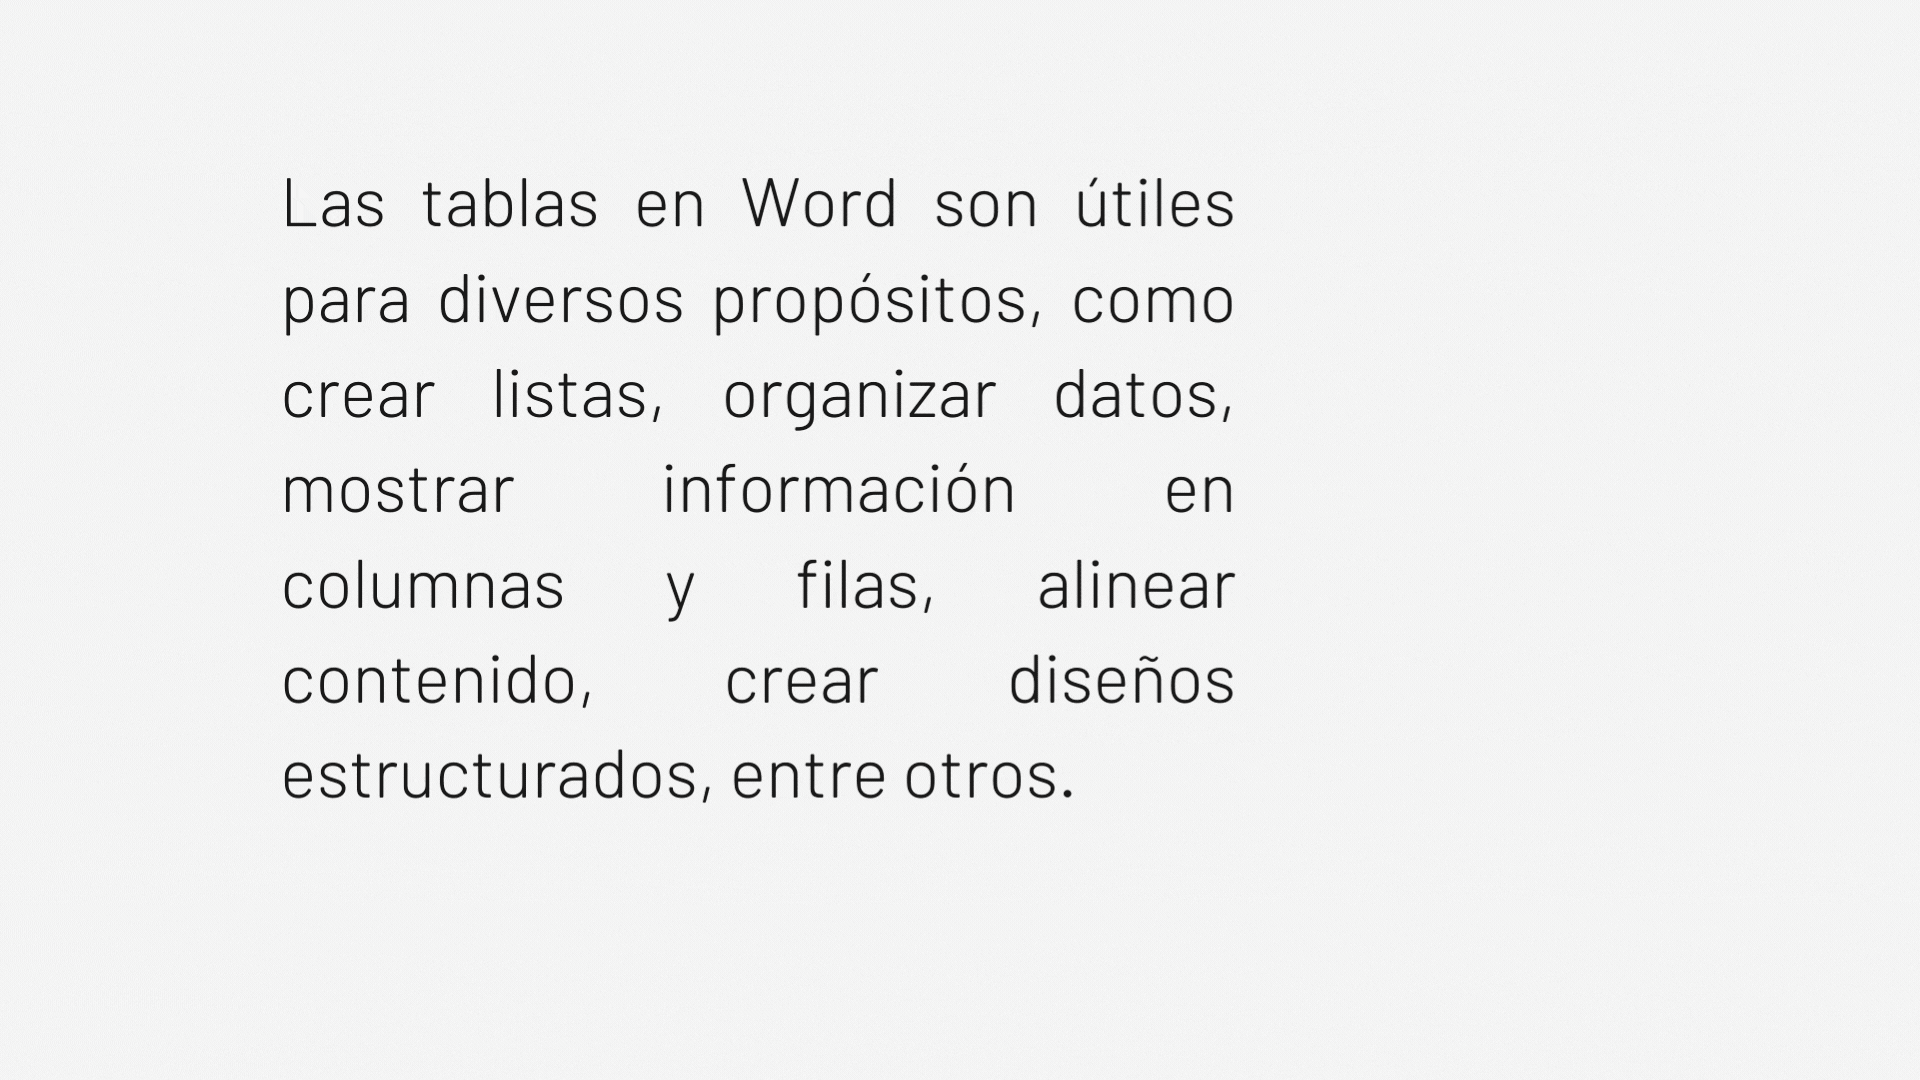 Las tablas en Word son útiles
para diversos propósitos, como
crear listas, organizar datos,
mostrar información en
columnas y filas, alinear
contenido, crear diseños
estructurados, entre otros.